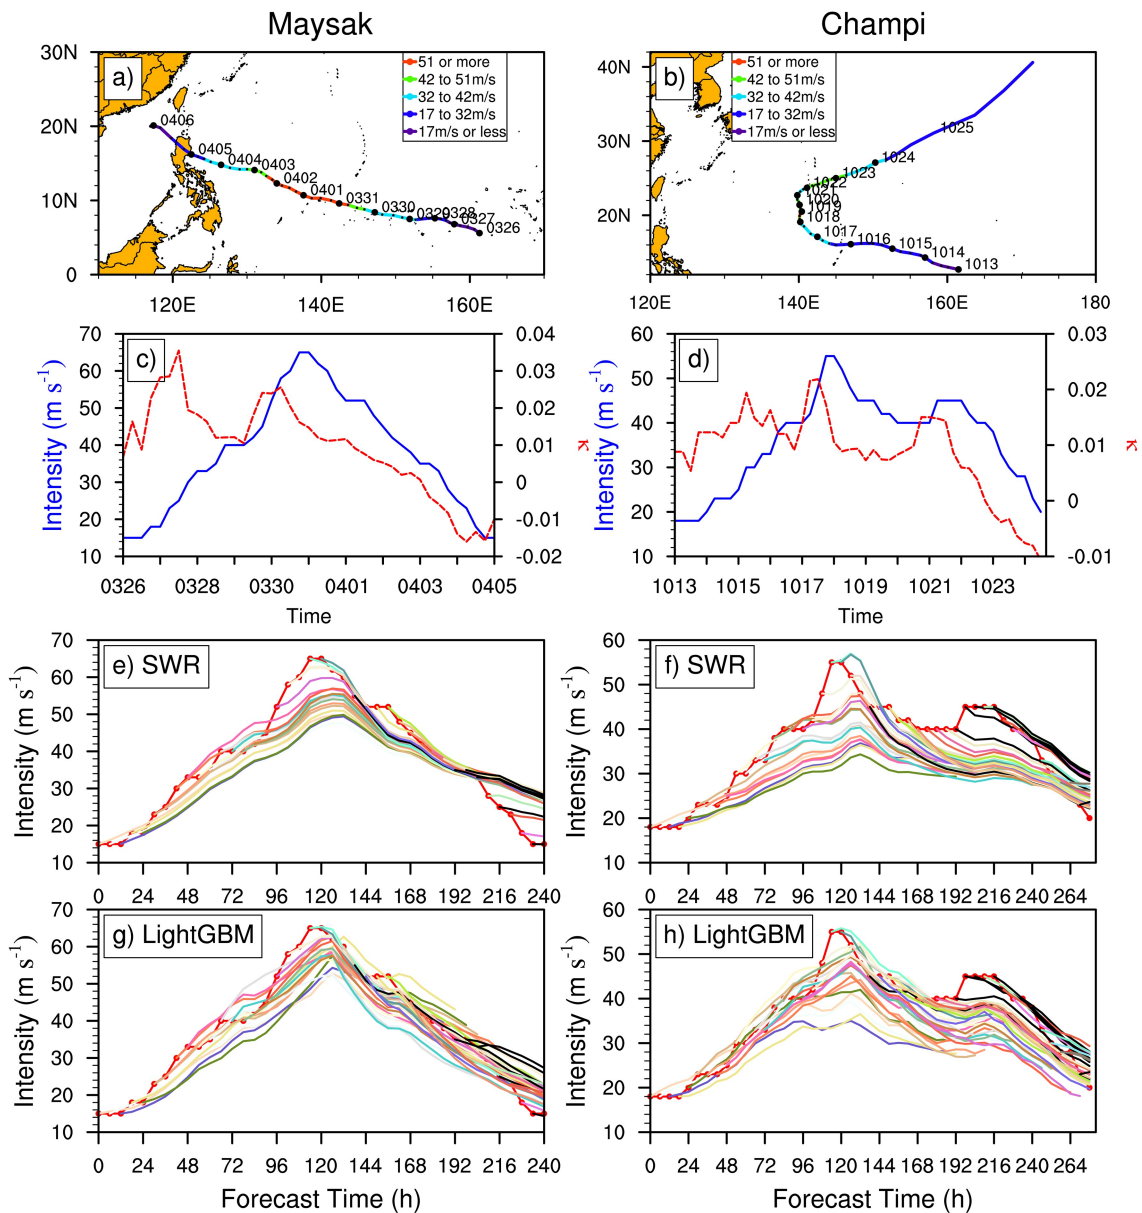 Maysak
Champi
30N
20N
10N
0
a)
51 or more
42 to 51m/s
32 to 42m/s
17 to 32m/s
17m/s or less
0406
0405
0404
0403
0402
0401
0331
0330
0329
0328
0327
0326
120E
140E
160E
40N
30N
20N
b)
51 or more
42 to 51m/s
32 to 42m/s
17 to 32m/s
17m/s or less
1025
1024
1023
1022
1021
1020
1019
1018
1017
1016
1015
1014
1013
120E
140E
160E
180
c)
Intensity (m s⁻¹)
70
60
50
40
30
20
10
0.04
0.03
0.02
0.01
0
-0.01
-0.02
κ
0326
0328
0330
0401
0403
0405
Time
d)
Intensity (m s⁻¹)
60
50
40
30
20
10
0.03
0.02
0.01
0
-0.01
κ
1013
1015
1017
1019
1021
1023
Time
e) SWR
Intensity (m s⁻¹)
70
60
50
40
30
20
10
0 24 48 72 96 120 144 168 192 216 240
f) SWR
Intensity (m s⁻¹)
60
50
40
30
20
10
0 24 48 72 96 120 144 168 192 216 240 264
g) LightGBM
Intensity (m s⁻¹)
70
60
50
40
30
20
10
0 24 48 72 96 120 144 168 192 216 240
Forecast Time (h)
h) LightGBM
Intensity (m s⁻¹)
60
50
40
30
20
10
0 24 48 72 96 120 144 168 192 216 240 264
Forecast Time (h)